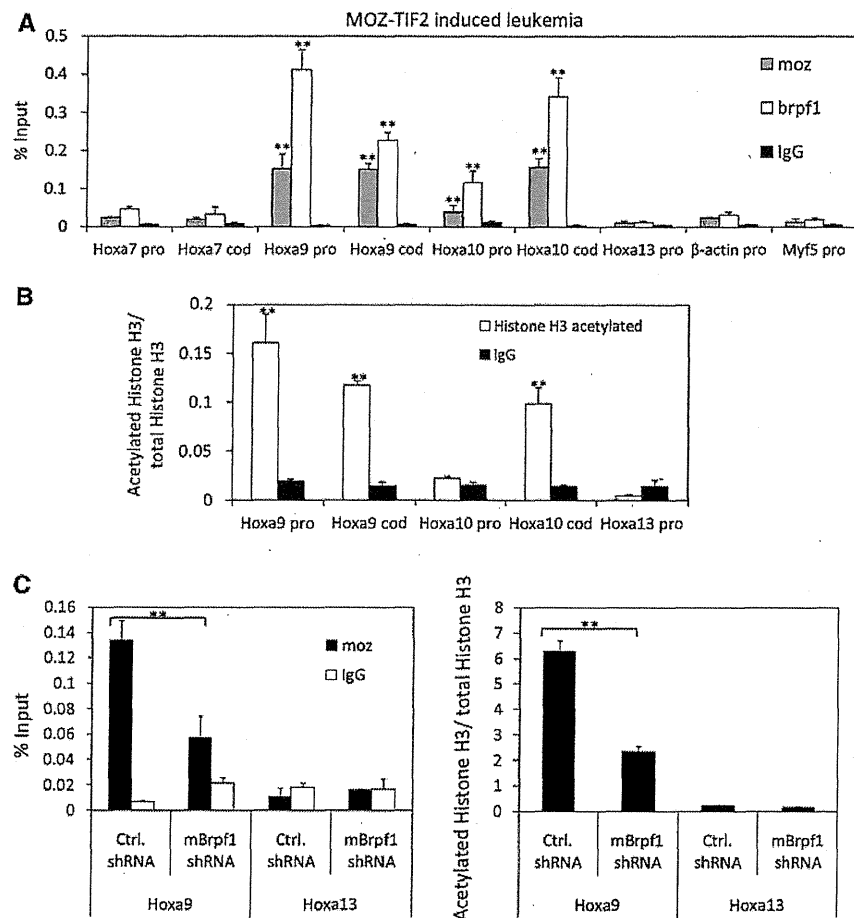 A
MOZ-TIF2 induced leukemia
% Input
0.5
0.4
0.3
0.2
0.1
0
moz
brpf1
IgG
** ** ** ** ** ** ** **
Hoxa7 pro Hoxa7 cod Hoxa9 pro Hoxa9 cod Hoxa10 pro Hoxa10 cod Hoxa13 pro β-actin pro Myf5 pro
B
Acetylated Histone H3/
total Histone H3
0.2
0.15
0.1
0.05
0
Histone H3 acetylated
IgG
** ** **
Hoxa9 pro Hoxa9 cod Hoxa10 pro Hoxa10 cod Hoxa13 pro
C
% Input
0.16
0.14
0.12
0.1
0.08
0.06
0.04
0.02
0
**
moz
IgG
Ctrl. mBrpf1 Ctrl. mBrpf1
shRNA shRNA shRNA shRNA
Hoxa9 Hoxa13
Acetylated Histone H3/ total Histone H3
8
7
6
5
4
3
2
1
0
**
Ctrl. mBrpf1 Ctrl. mBrpf1
shRNA shRNA shRNA shRNA
Hoxa9 Hoxa13